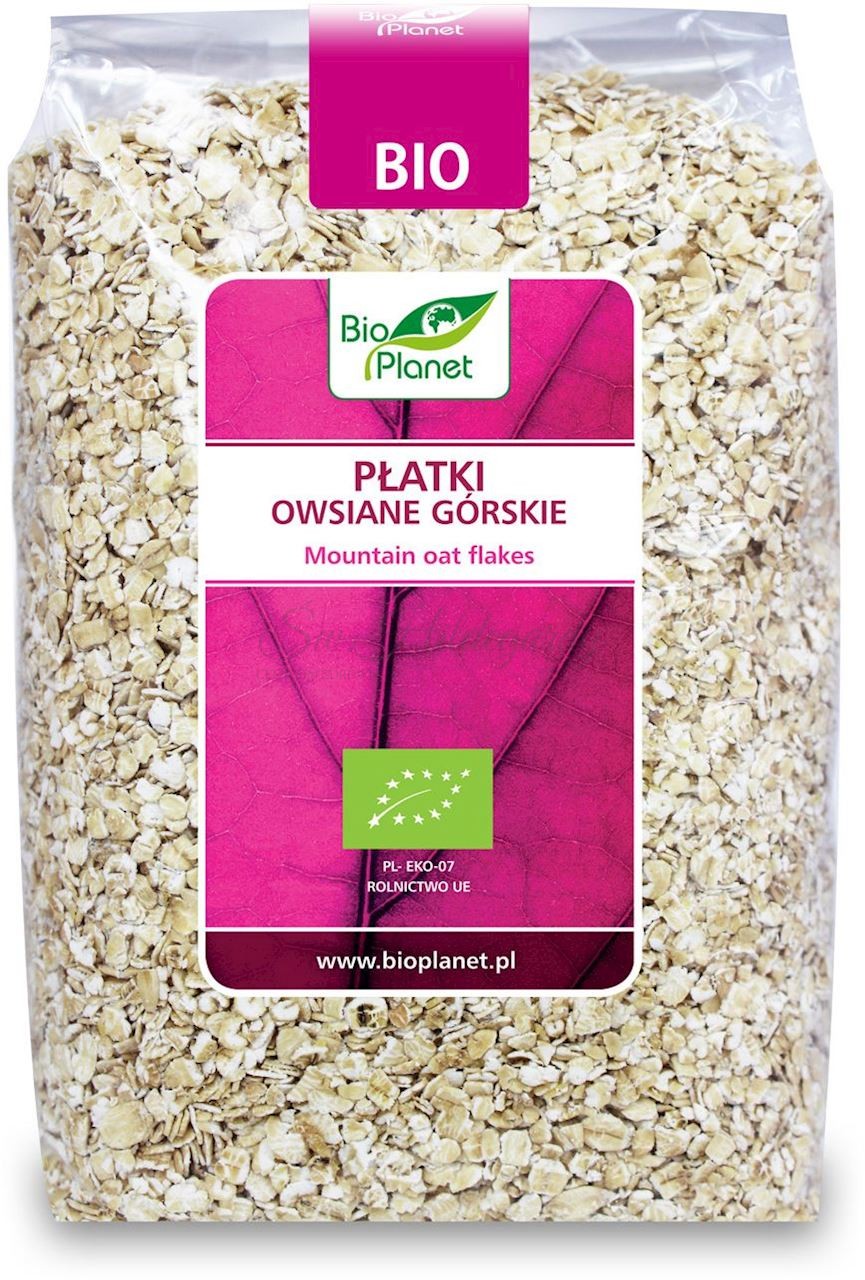 Bio
Planet
BIO
Bio
Planet
PŁATKI
OWSIANE GÓRSKIE
Mountain oat flakes
PL- EKO-07
ROLNICTWO UE
www.bioplanet.pl